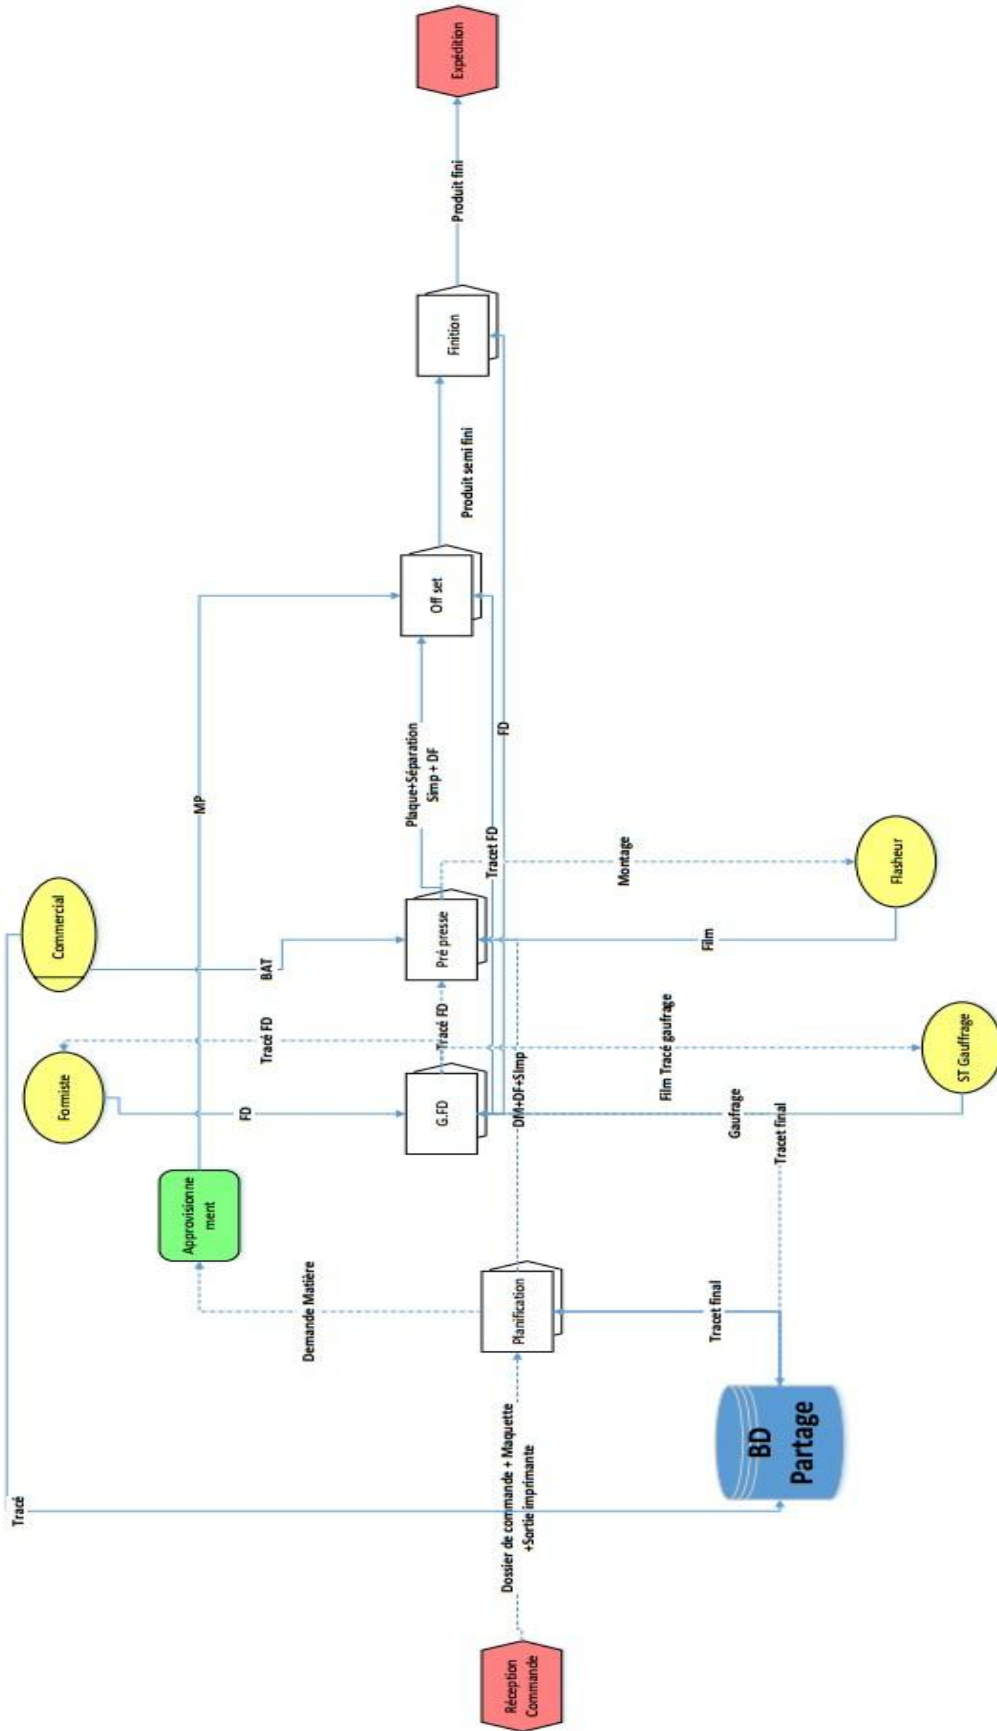 Tracé
Commercial
Formiste
BAT
Tracé FD
FD
Approvisionne
ment
MP
Demande Matière
Réception
Commande
Dossier de commande + Maquette
+Sortie imprimante
Planification
DM+DF+SImp
G.FD
Tracé FD
Pré presse
Plaque+Séparation
Simp + DF
Off set
Produit semi fini
Finition
Produit fini
Expédition
Tracet FD
FD
BD
Partage
Tracet final
Tracet final
Gaufrage
Film Tracé gaufrage
ST Gauffrage
Film
Montage
Flasheur